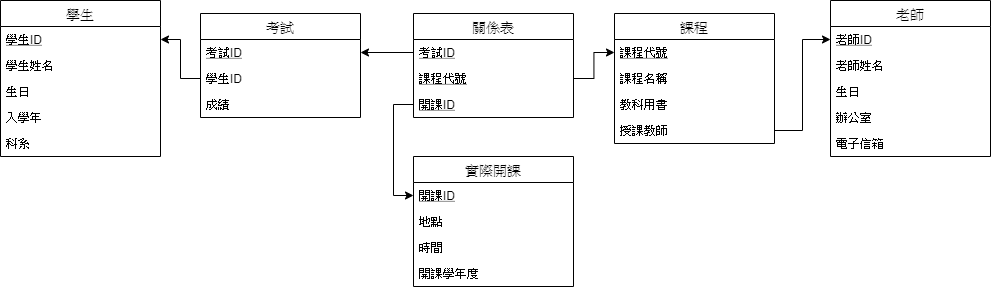 學生
學生ID
學生姓名
生日
入學年
科系
考試
考試ID
學生ID
成績
關係表
考試ID
課程代號
開課ID
課程
課程代號
課程名稱
教科用書
授課教師
老師
老師ID
老師姓名
生日
辦公室
電子信箱
實際開課
開課ID
地點
時間
開課學年度